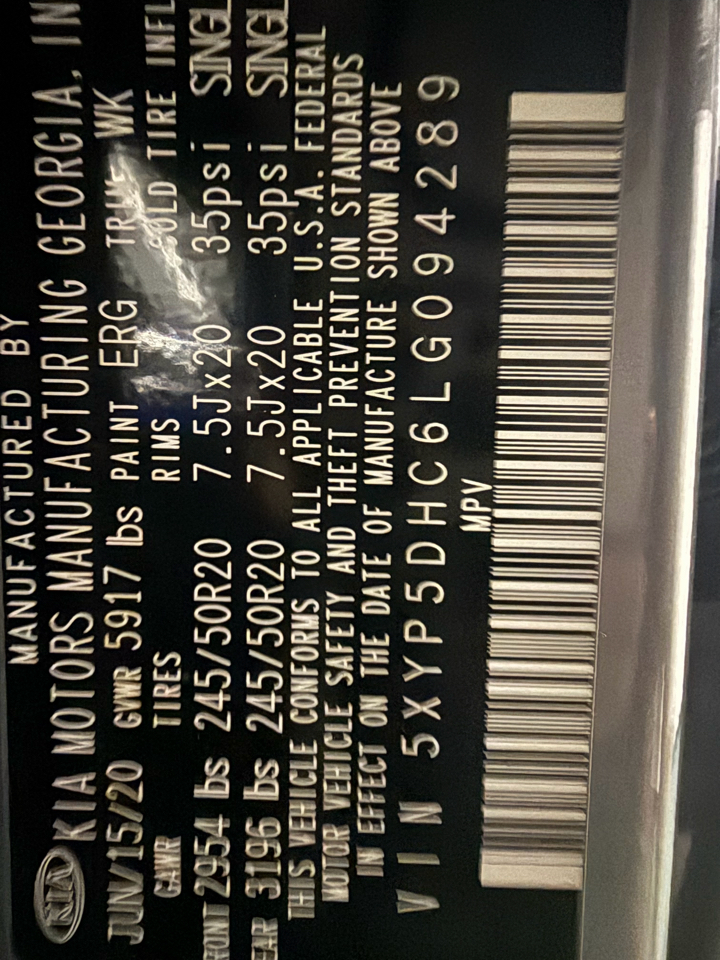 MANUFACTURED BY
KIA KIA MOTORS MANUFACTURING GEORGIA, IN
JUN/15/20 GVWR 5917 lbs PAINT ERG TRIM WK
GAWR TIRES RIMS COLD TIRE INFL
RONT 2954 lbs 245/50R20 7.5Jx20 35psi SINGL
EAR 3196 lbs 245/50R20 7.5Jx20 35psi SINGL
THIS VEHICLE CONFORMS TO ALL APPLICABLE U.S.A. FEDERAL
MOTOR VEHICLE SAFETY AND THEFT PREVENTION STANDARDS
IN EFFECT ON THE DATE OF MANUFACTURE SHOWN ABOVE
VIN 5XYP5DHC6LG094289
MPV